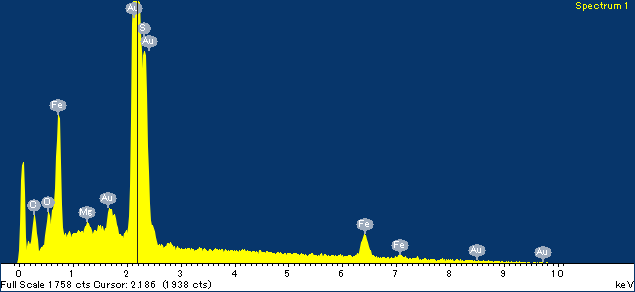 Spectrum 1
Au
S
Au
Fe
C
O
Mg
Au
Fe
Fe
Au
Au
0 1 2 3 4 5 6 7 8 9 10
Full Scale 1758 cts Cursor: 2.186 (1938 cts) keV